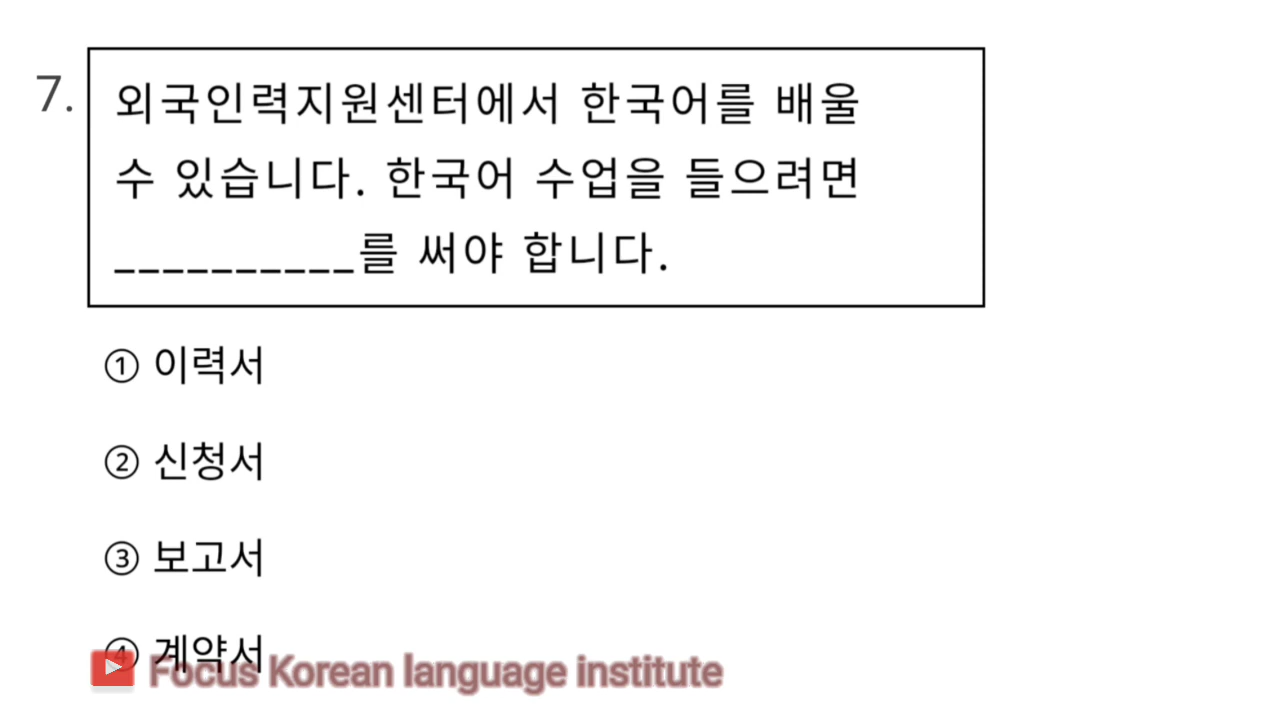 7.
외국인력지원센터에서 한국어를 배울
수 있습니다. 한국어 수업을 들으려면
__________를 써야 합니다.
① 이력서
② 신청서
③ 보고서
④ 계약서
Focus Korean language institute